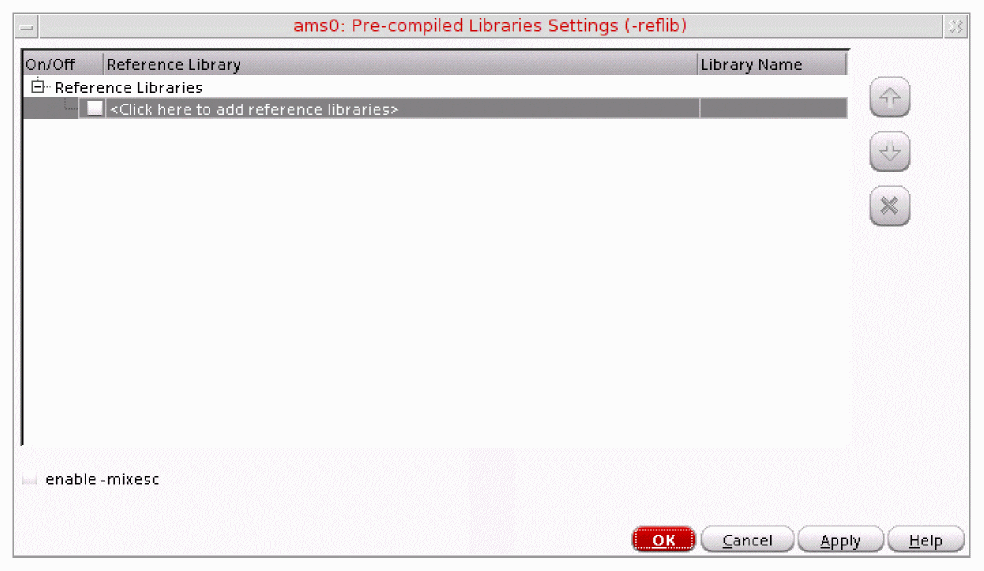 ams0: Pre-compiled Libraries Settings (-reflib)
On/Off Reference Library Library Name
Reference Libraries
<Click here to add reference libraries>
enable -mixesc
OK Cancel Apply Help